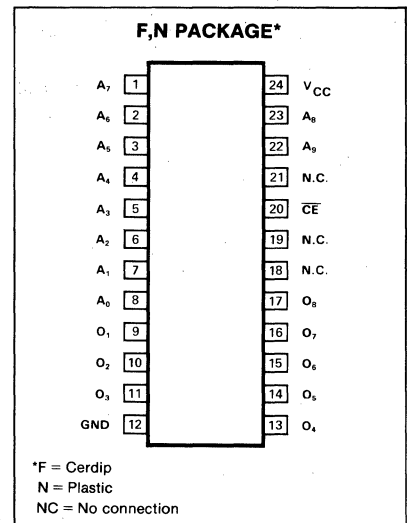 F,N PACKAGE*
A₇ 1 24 VCC
A₆ 2 23 A₈
A₅ 3 22 A₉
A₄ 4 21 N.C.
A₃ 5 20 C̅E̅
A₂ 6 19 N.C.
A₁ 7 18 N.C.
A₀ 8 17 O₈
O₁ 9 16 O₇
O₂ 10 15 O₆
O₃ 11 14 O₅
GND 12 13 O₄
*F = Cerdip
N = Plastic
NC = No connection